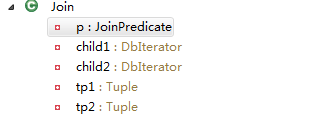 Join
p : JoinPredicate
child1 : DbIterator
child2 : DbIterator
tp1 : Tuple
tp2 : Tuple